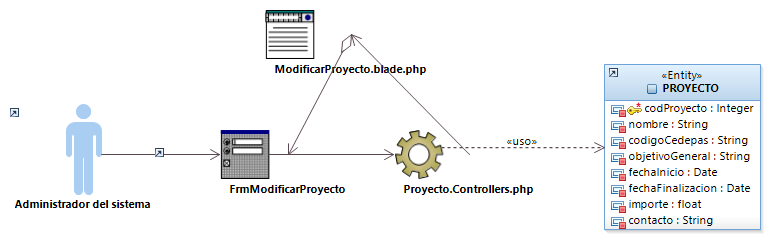 ModificarProyecto.blade.php
Administrador del sistema
FrmModificarProyecto
Proyecto.Controllers.php
«uso»
«Entity»
PROYECTO
codProyecto : Integer
nombre : String
codigoCedepas : String
objetivoGeneral : String
fechaInicio : Date
fechaFinalizacion : Date
importe : float
contacto : String